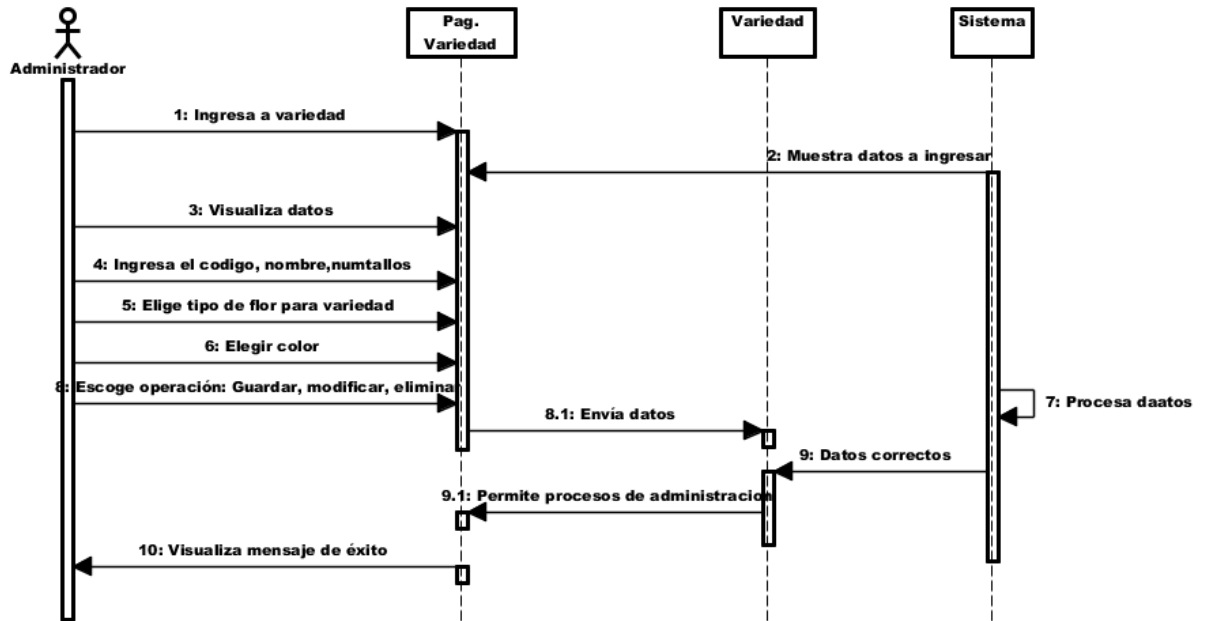 Pag.
Variedad
Variedad
Sistema
Administrador
1: Ingresa a variedad
2: Muestra datos a ingresar
3: Visualiza datos
4: Ingresa el codigo, nombre,numtallos
5: Elige tipo de flor para variedad
6: Elegir color
8: Escoge operación: Guardar, modificar, eliminar
7: Procesa daatos
8.1: Envía datos
9: Datos correctos
9.1: Permite procesos de administracion
10: Visualiza mensaje de éxito